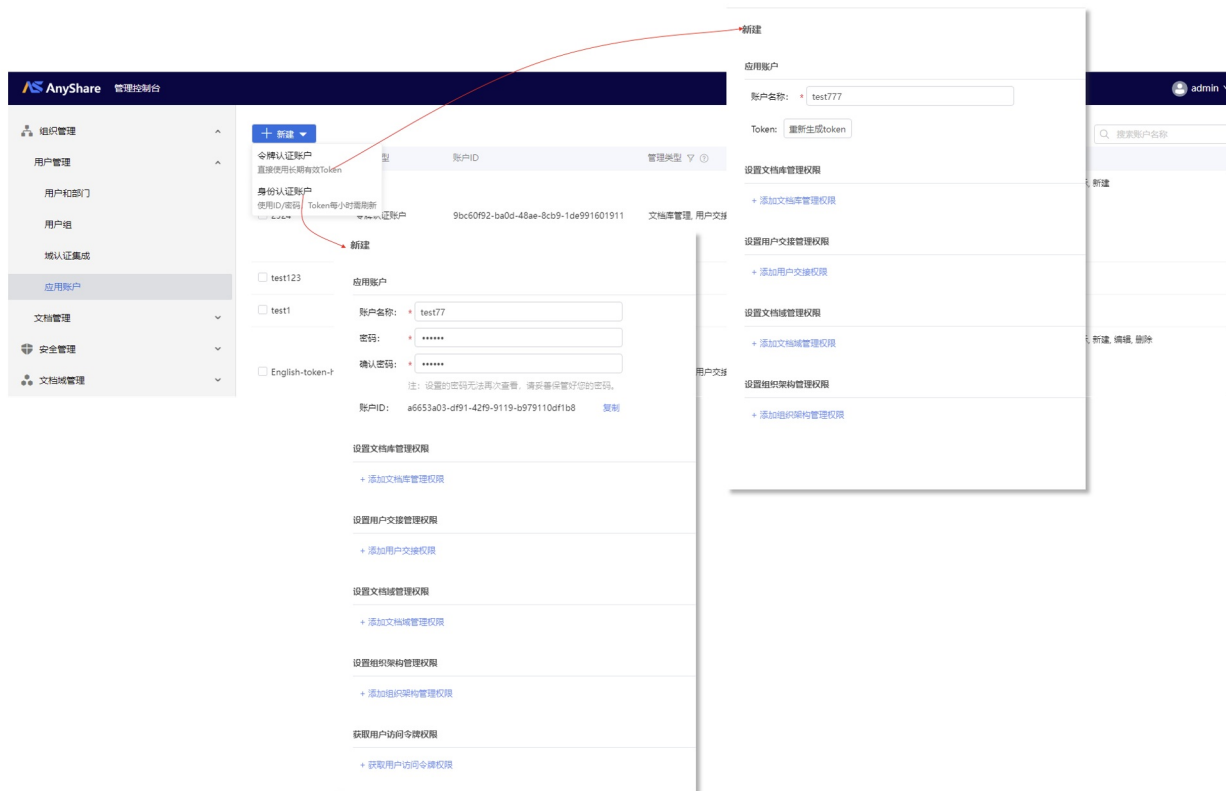 AnyShare 管理控制台
admin
组织管理
用户管理
用户和部门
用户组
域认证集成
应用账户
文档管理
安全管理
文档域管理
+ 新建
搜索账户名称
令牌认证账户
直接使用长期有效Token
身份认证账户
使用ID/密码，Token每小时需刷新
型
账户ID
管理类型
新建
2924
令牌认证账户
9bc60f92-ba0d-48ae-8cb9-1de991601911
文档库管理, 用户交接
test123
test1
新建, 编辑, 删除
English-token-h
用户交接
新建
应用账户
账户名称: * test77
密码: * ••••••
确认密码: * ••••••
注：设置的密码无法再次查看，请妥善保管好您的密码。
账户ID: a6653a03-df91-42f9-9119-b979110df1b8 复制
设置文档库管理权限
+ 添加文档库管理权限
设置用户交接管理权限
+ 添加用户交接权限
设置文档域管理权限
+ 添加文档域管理权限
设置组织架构管理权限
+ 添加组织架构管理权限
获取用户访问令牌权限
+ 获取用户访问令牌权限
新建
应用账户
账户名称: * test777
Token: 重新生成token
设置文档库管理权限
+ 添加文档库管理权限
设置用户交接管理权限
+ 添加用户交接权限
设置文档域管理权限
+ 添加文档域管理权限
设置组织架构管理权限
+ 添加组织架构管理权限